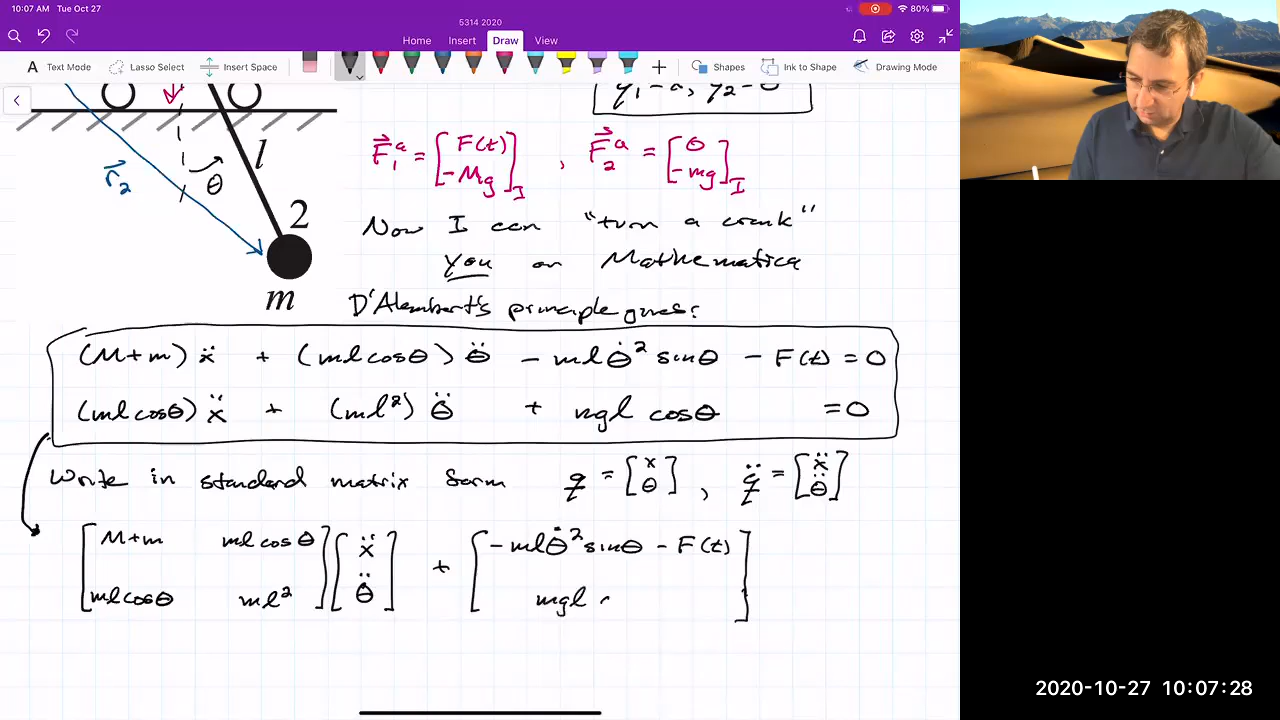 10:07 AM Tue Oct 27
80%
5314 2020
Home Insert Draw View
Text Mode Lasso Select Insert Space Shapes Ink to Shape Drawing Mode
F₁ᵃ = [F(t) -Mg]_I , F₂ᵃ = [0 -mg]_I
r₂ θ l
2
m
Now I can "turn a crank"
you or Mathematica
D'Alembert's principle gives:
(M+m) ẍ + (ml cosθ) θ̈ - mlθ̇² sinθ - F(t) = 0
(ml cosθ) ẍ + (ml²) θ̈ + mgl cosθ = 0
Write in standard matrix form q = [x θ] , q̈ = [ẍ θ̈]
[M+m ml cosθ] [ẍ] + [-mlθ̇² sinθ - F(t)]
[ml cosθ ml²] [θ̈] [mgl
2020-10-27 10:07:28